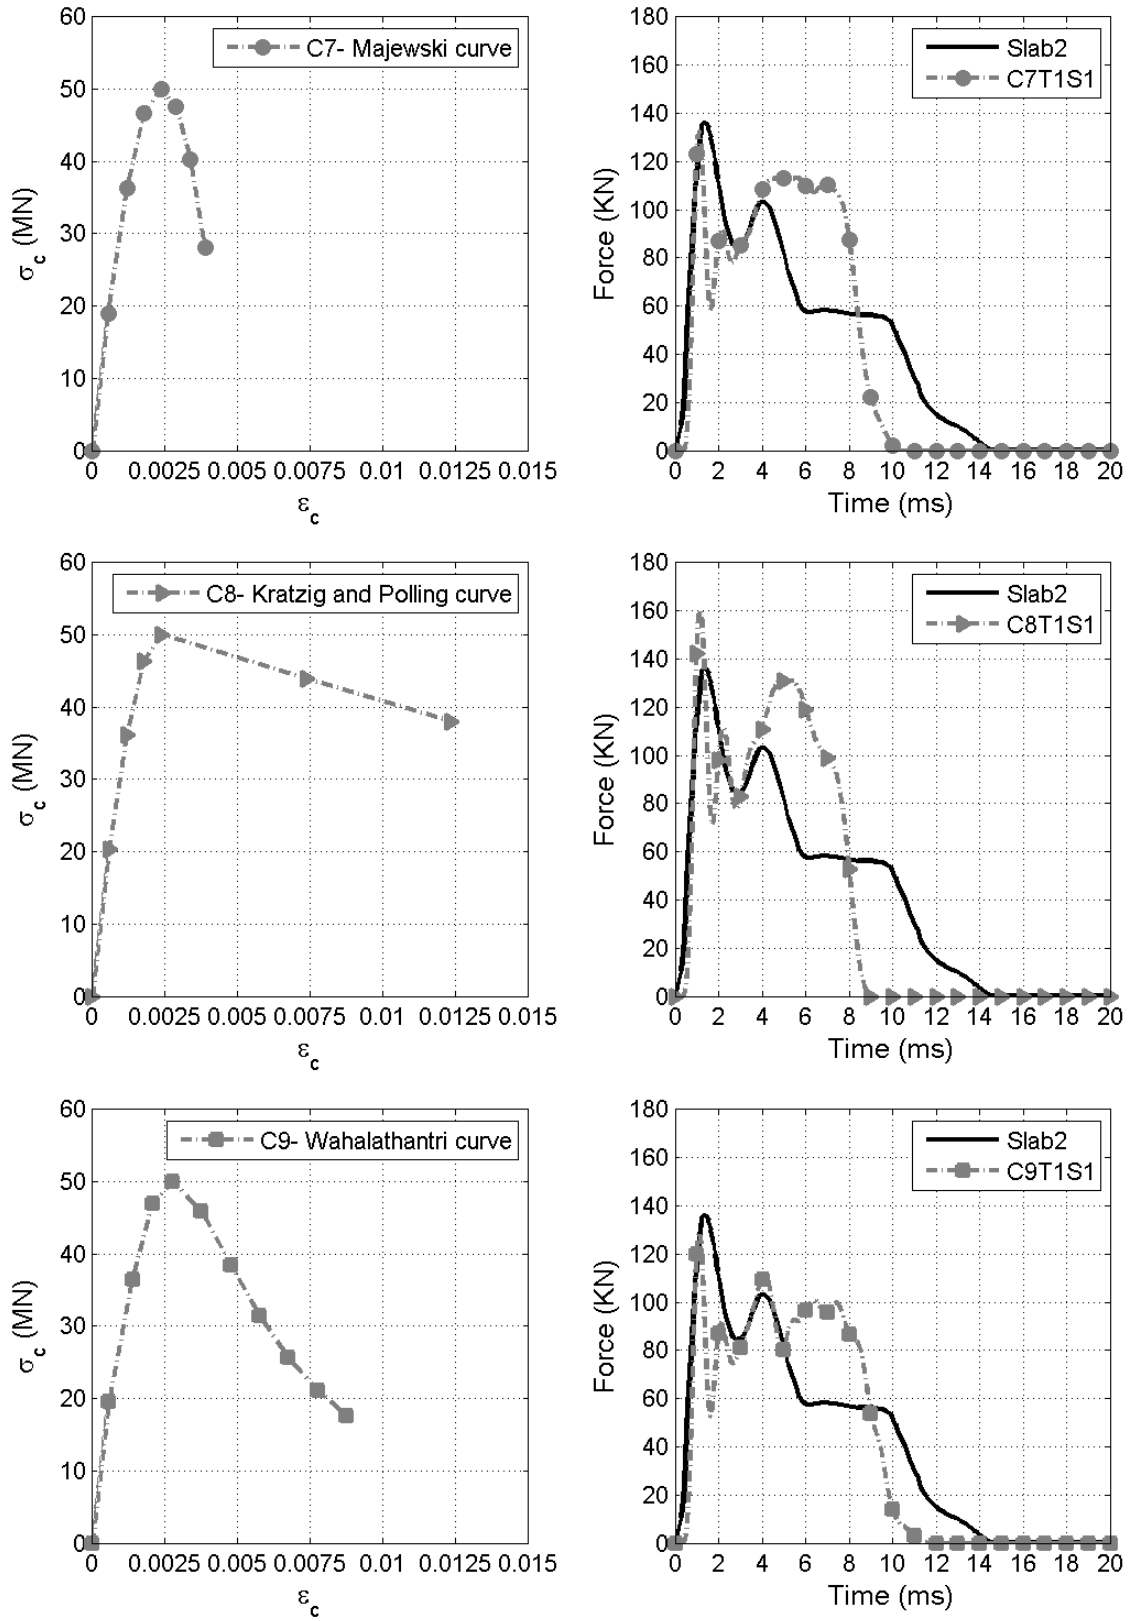 60
50
40
30
20
10
0
0 0.0025 0.005 0.0075 0.01 0.0125 0.015
σc (MN)
εc
C7- Majewski curve
180
160
140
120
100
80
60
40
20
0
0 2 4 6 8 10 12 14 16 18 20
Force (KN)
Time (ms)
Slab2
C7T1S1
60
50
40
30
20
10
0
0 0.0025 0.005 0.0075 0.01 0.0125 0.015
σc (MN)
εc
C8- Kratzig and Polling curve
180
160
140
120
100
80
60
40
20
0
0 2 4 6 8 10 12 14 16 18 20
Force (KN)
Time (ms)
Slab2
C8T1S1
60
50
40
30
20
10
0
0 0.0025 0.005 0.0075 0.01 0.0125 0.015
σc (MN)
εc
C9- Wahalathantri curve
180
160
140
120
100
80
60
40
20
0
0 2 4 6 8 10 12 14 16 18 20
Force (KN)
Time (ms)
Slab2
C9T1S1